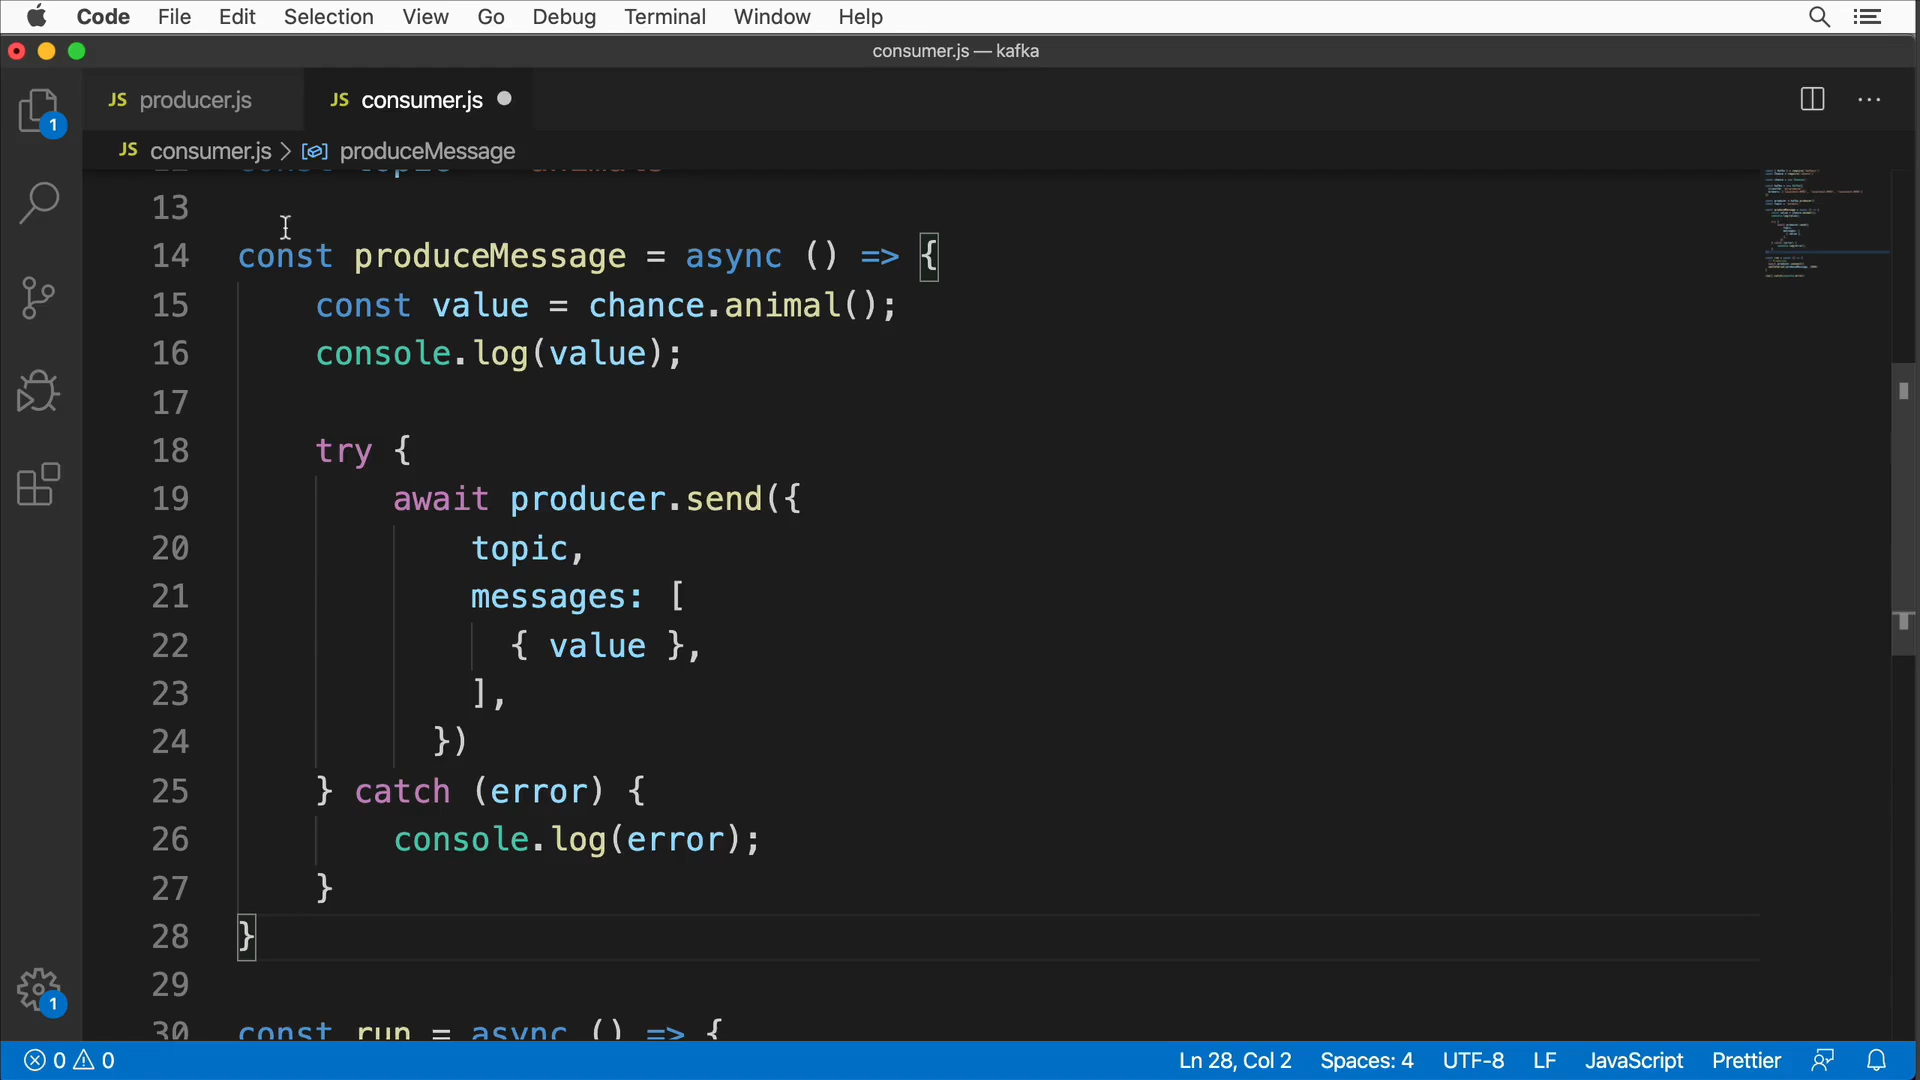 Code File Edit Selection View Go Debug Terminal Window Help
consumer.js — kafka
JS producer.js JS consumer.js
1
JS consumer.js > produceMessage
13
14 const produceMessage = async () => {
15 const value = chance.animal();
16 console.log(value);
17
18 try {
19 await producer.send({
20 topic,
21 messages: [
22 { value },
23 ],
24 })
25 } catch (error) {
26 console.log(error);
27 }
28 }
29
30 const run = async () => {
1
0 0 Ln 28, Col 2 Spaces: 4 UTF-8 LF JavaScript Prettier